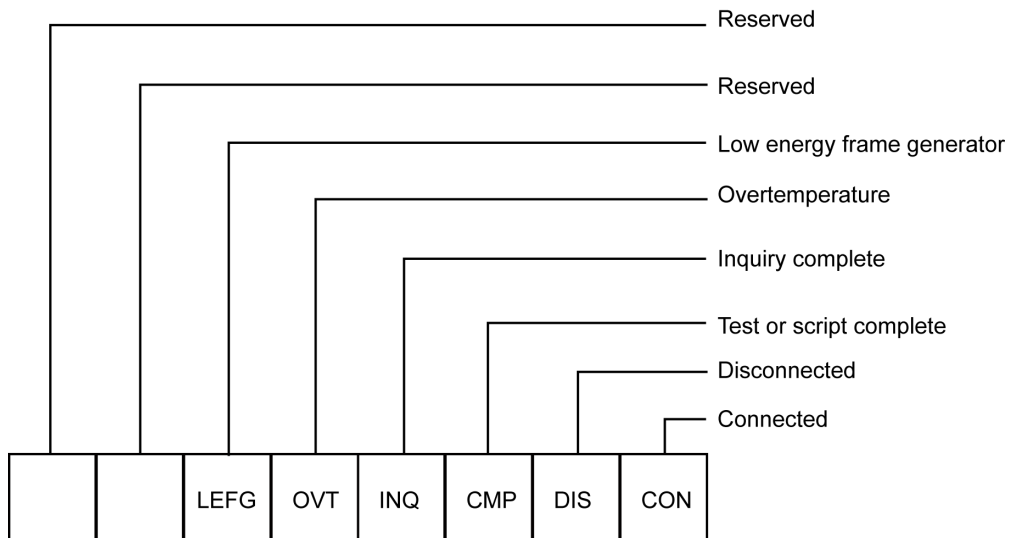 Reserved
Reserved
Low energy frame generator
Overtemperature
Inquiry complete
Test or script complete
Disconnected
Connected
LEFG OVT INQ CMP DIS CON